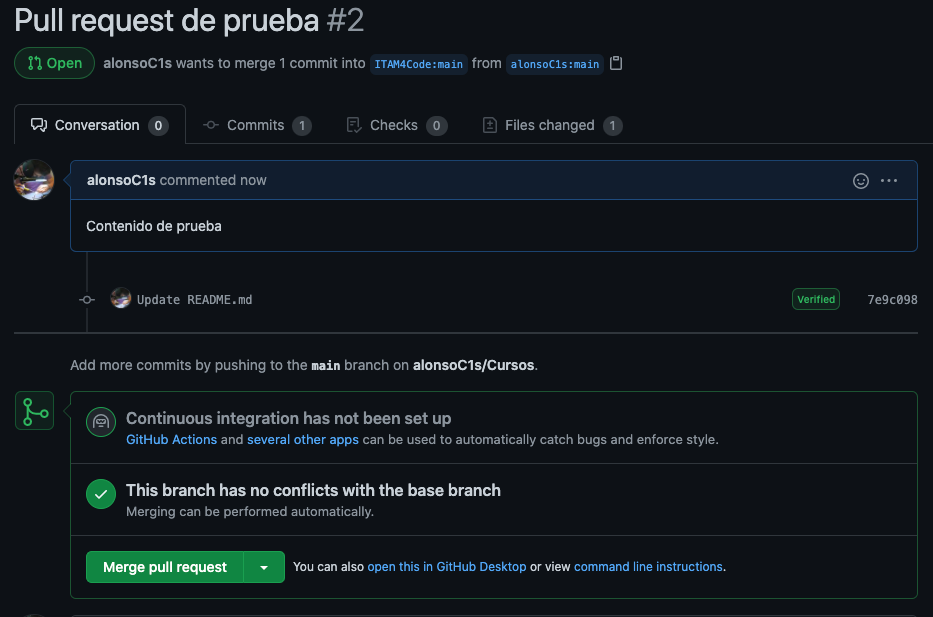 Pull request de prueba #2
Open alonsoC1s wants to merge 1 commit into ITAM4Code:main from alonsoC1s:main
Conversation 0 Commits 1 Checks 0 Files changed 1
alonsoC1s commented now
Contenido de prueba
Update README.md Verified 7e9c098
Add more commits by pushing to the main branch on alonsoC1s/Cursos.
Continuous integration has not been set up
GitHub Actions and several other apps can be used to automatically catch bugs and enforce style.
This branch has no conflicts with the base branch
Merging can be performed automatically.
Merge pull request You can also open this in GitHub Desktop or view command line instructions.